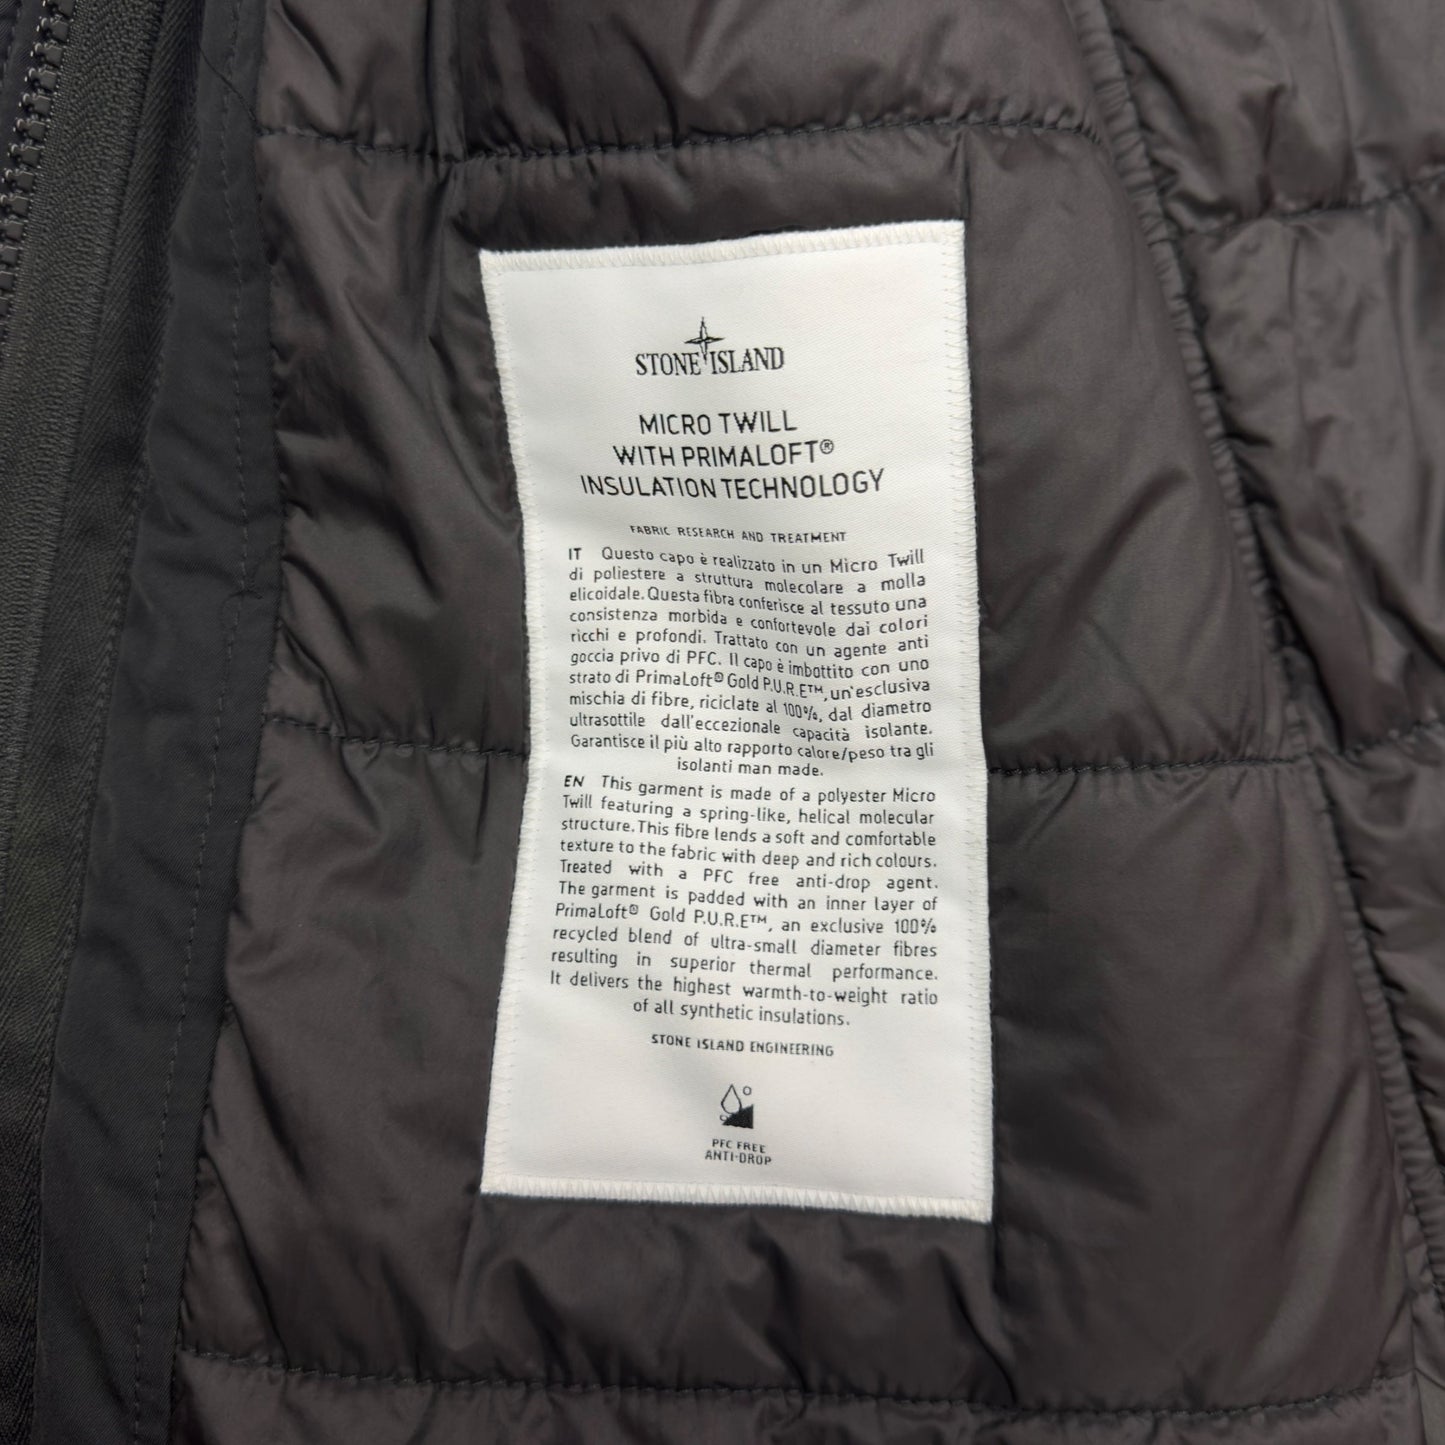 STONE ISLAND
MICRO TWILL
WITH PRIMALOFT®
INSULATION TECHNOLOGY
FABRIC RESEARCH AND TREATMENT
IT Questo capo è realizzato in un Micro Twill
di poliestere a struttura molecolare a molla
elicoidale. Questa fibra conferisce al tessuto una
consistenza morbida e confortevole dai colori
ricchi e profondi. Trattato con un agente anti
goccia privo di PFC. Il capo è imbottito con uno
strato di PrimaLoft® Gold P.U.R.E™, un'esclusiva
mischia di fibre, riciclate al 100%, dal diametro
ultrasottile dall'eccezionale capacità isolante.
Garantisce il più alto rapporto calore/peso tra gli
isolanti man made.
EN This garment is made of a polyester Micro
Twill featuring a spring-like, helical molecular
structure. This fibre lends a soft and comfortable
texture to the fabric with deep and rich colours.
Treated with a PFC free anti-drop agent.
The garment is padded with an inner layer of
PrimaLoft® Gold P.U.R.E™, an exclusive 100%
recycled blend of ultra-small diameter fibres
resulting in superior thermal performance.
It delivers the highest warmth-to-weight ratio
of all synthetic insulations.
STONE ISLAND ENGINEERING
PFC FREE
ANTI-DROP